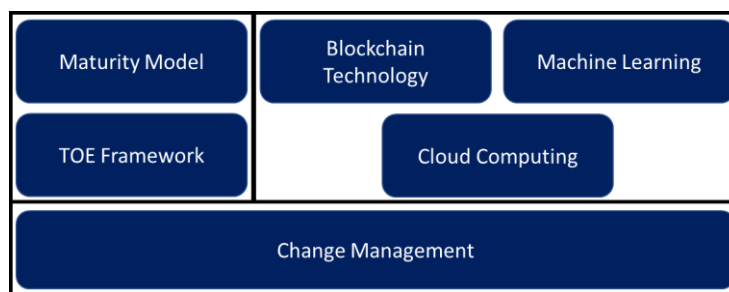 Maturity Model
Blockchain
Technology
Machine Learning
TOE Framework
Cloud Computing
Change Management